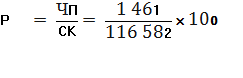 Р = ЧП/СК = 1 461/116 582 × 100